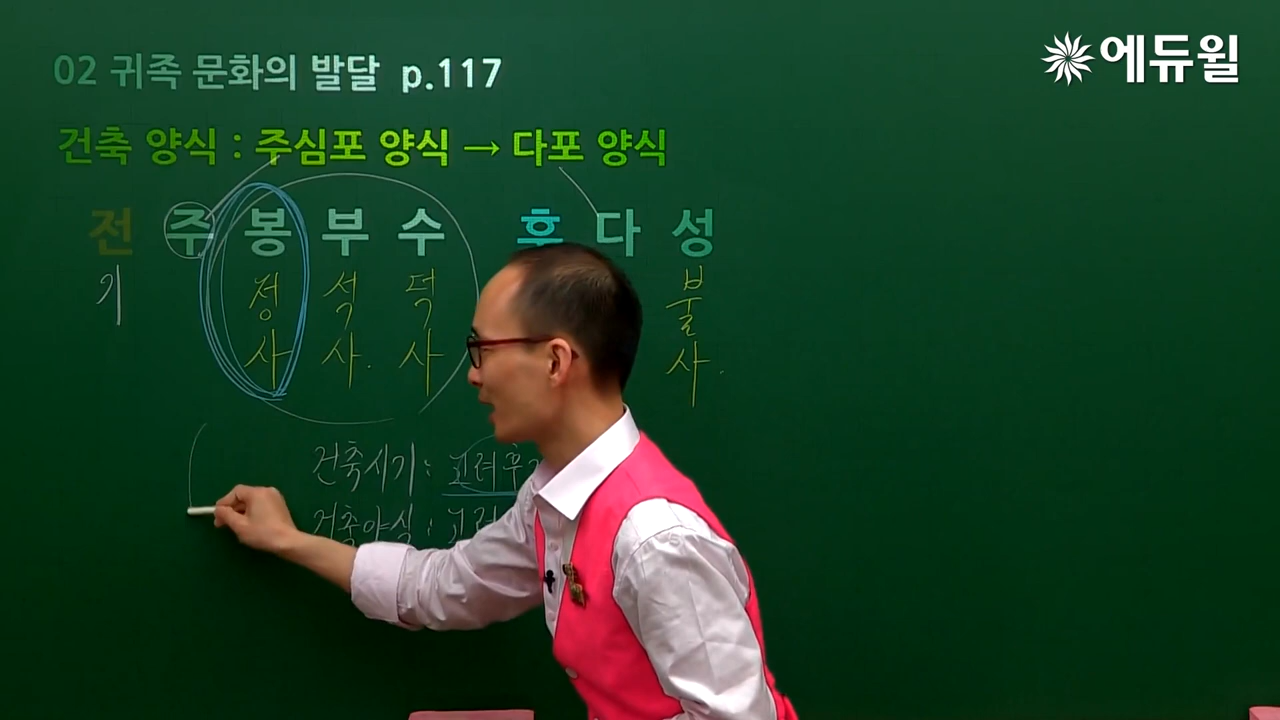 에듀윌
02 귀족 문화의 발달 p.117
건축 양식 : 주심포 양식 → 다포 양식
전 주 봉 부 수 후 다 성
기 정 석 덕 불
사 사. 사 사.
건축시기 : 고려후
건축양식 : 고려